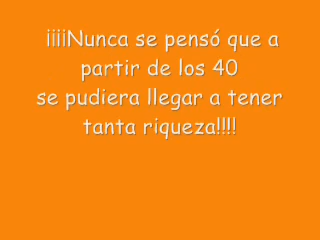 ¡¡¡¡Nunca se pensó que a
partir de los 40
se pudiera llegar a tener
tanta riqueza!!!!